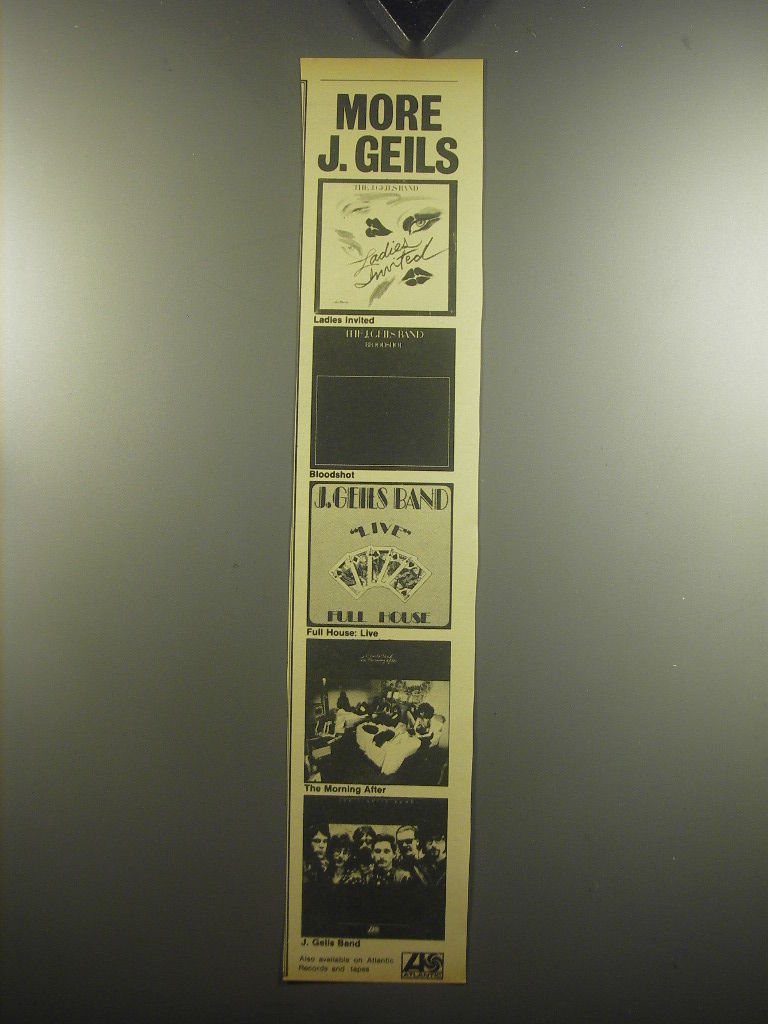 MORE
J. GEILS
THE J. GEILS BAND
Ladies
Invited
Ladies Invited
THE J. GEILS BAND
BLOODSHOT
Bloodshot
J. GEILS BAND
"LIVE"
FULL HOUSE
Full House: Live
The Morning After
J. Geils Band
Also available on Atlantic
Records and tapes
ATLANTIC